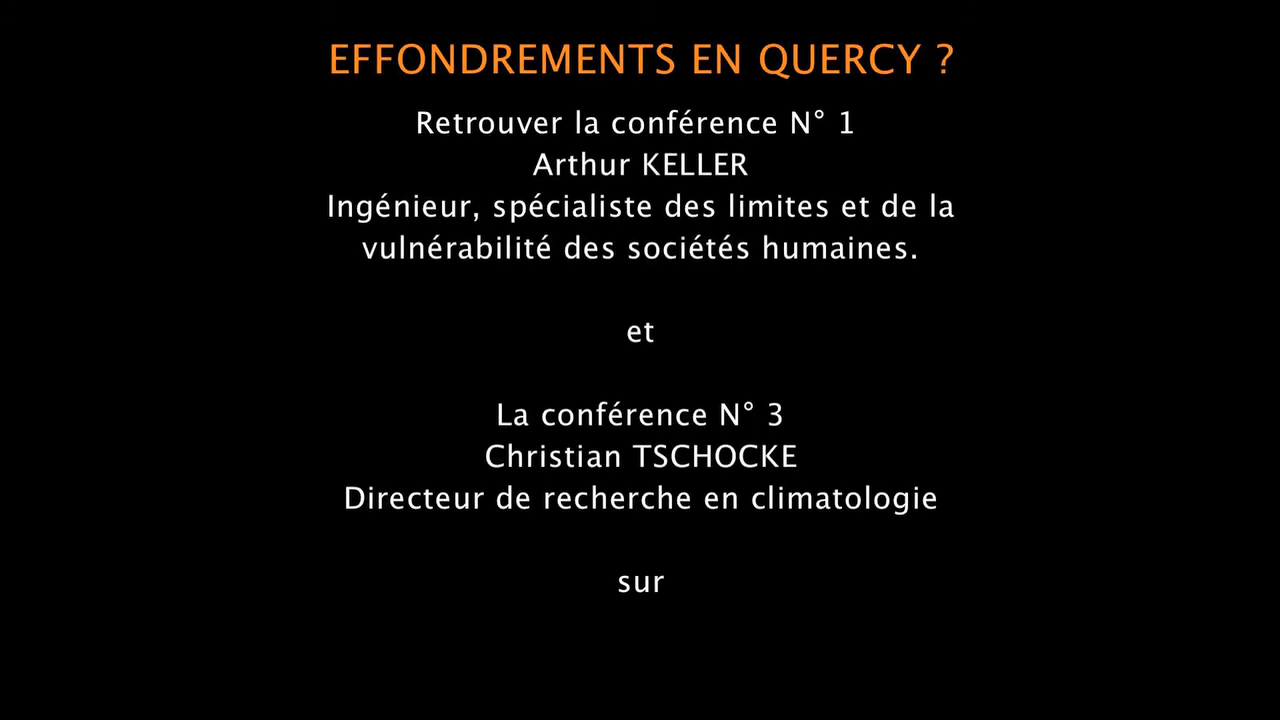 EFFONDREMENTS EN QUERCY ?
Retrouver la conférence N° 1
Arthur KELLER
Ingénieur, spécialiste des limites et de la
vulnérabilité des sociétés humaines.
et
La conférence N° 3
Christian TSCHOCKE
Directeur de recherche en climatologie
sur